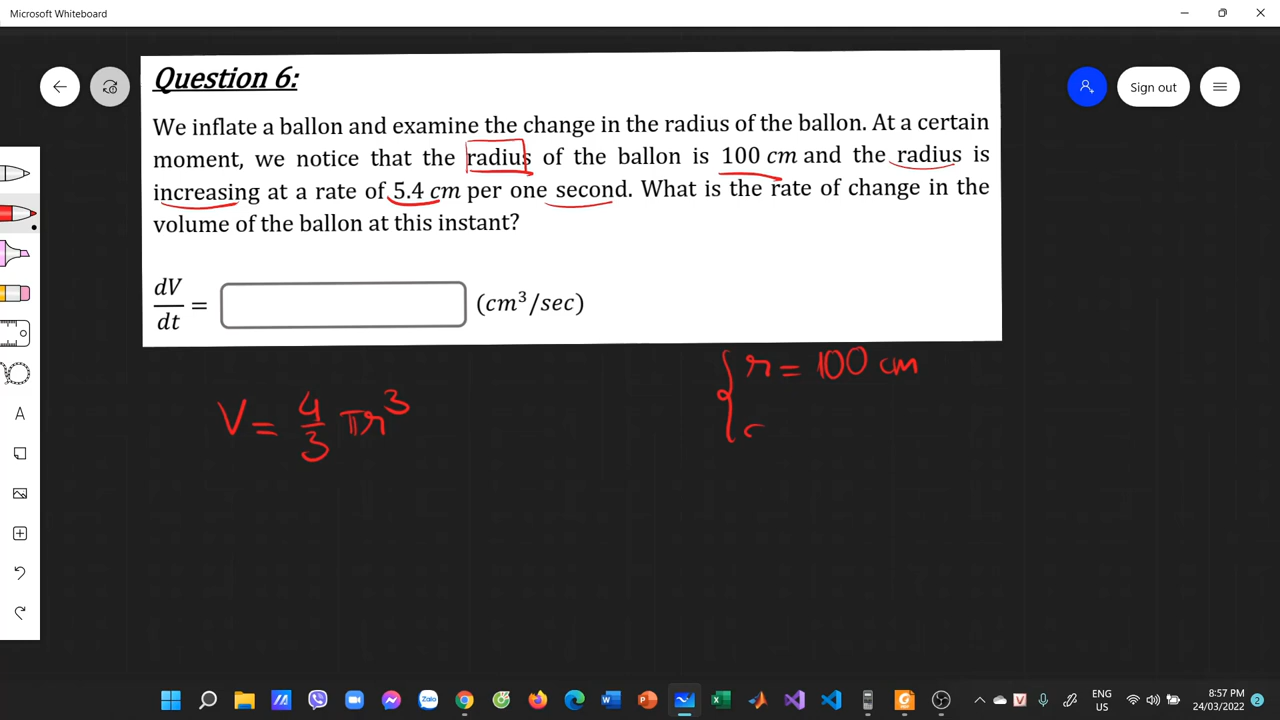 Microsoft Whiteboard
Sign out
Question 6:
We inflate a ballon and examine the change in the radius of the ballon. At a certain
moment, we notice that the radius of the ballon is 100 cm and the radius is
increasing at a rate of 5.4 cm per one second. What is the rate of change in the
volume of the ballon at this instant?
dV/dt = (cm³/sec)
V = 4/3 πr³
r = 100 cm
A
Zalo
ENG
US
V
8:57 PM
24/03/2022
2